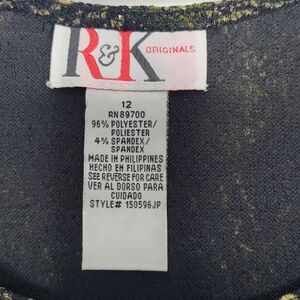 R&K ORIGINALS
12
RN 89700
96% POLYESTER/
POLIESTER
4% SPANDEX/
SPANDEX
MADE IN PHILIPPINES
HECHO EN FILIPINAS
SEE REVERSE FOR CARE
VER AL DORSO PARA
CUIDADO
STYLE# 150596JP